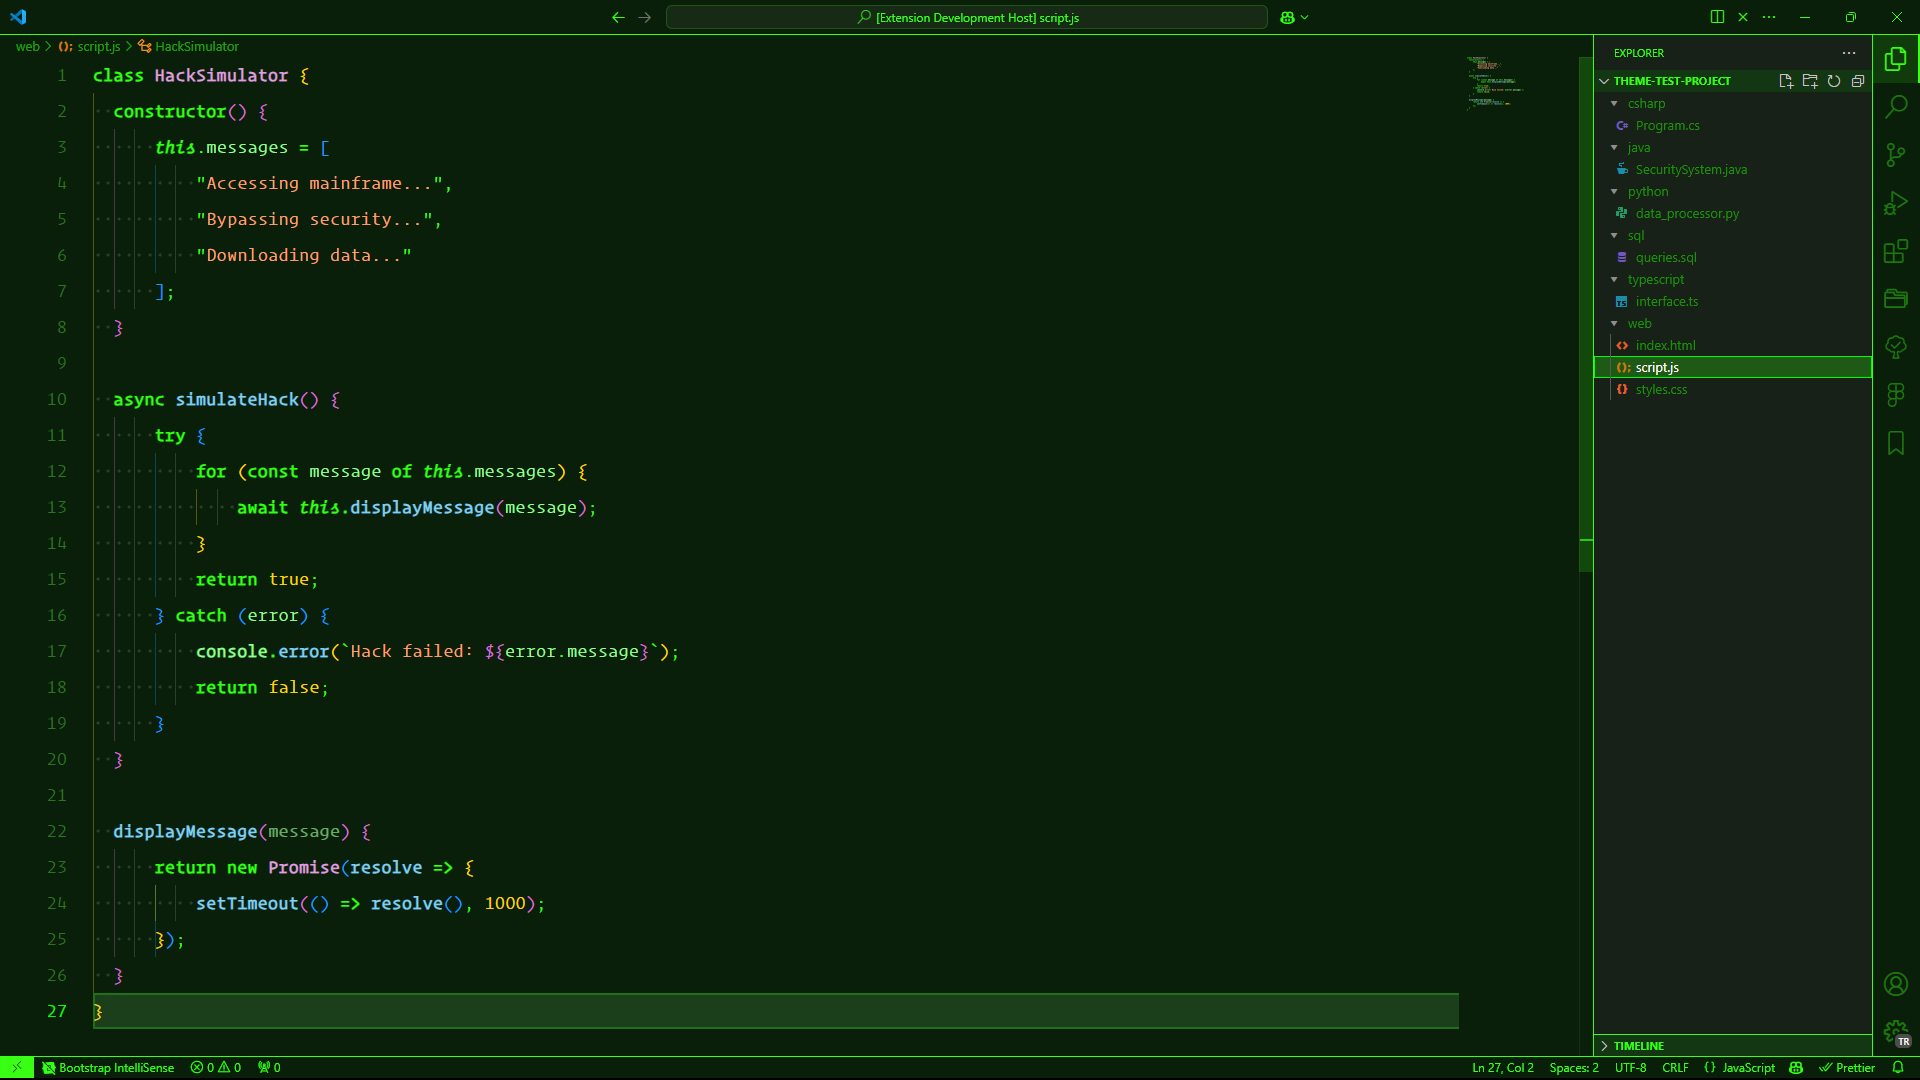 [Extension Development Host] script.js
web > script.js > HackSimulator
1 class HackSimulator {
2 constructor() {
3 this.messages = [
4 "Accessing mainframe...",
5 "Bypassing security...",
6 "Downloading data..."
7 ];
8 }
9
10 async simulateHack() {
11 try {
12 for (const message of this.messages) {
13 await this.displayMessage(message);
14 }
15 return true;
16 } catch (error) {
17 console.error(`Hack failed: ${error.message}`);
18 return false;
19 }
20 }
21
22 displayMessage(message) {
23 return new Promise(resolve => {
24 setTimeout(() => resolve(), 1000);
25 });
26 }
27 }
EXPLORER
THEME-TEST-PROJECT
csharp
C# Program.cs
java
SecuritySystem.java
python
data_processor.py
sql
queries.sql
typescript
TS interface.ts
web
index.html
script.js
styles.css
TIMELINE
TR
Bootstrap IntelliSense 0 0 0
Ln 27, Col 2 Spaces: 2 UTF-8 CRLF {} JavaScript Prettier